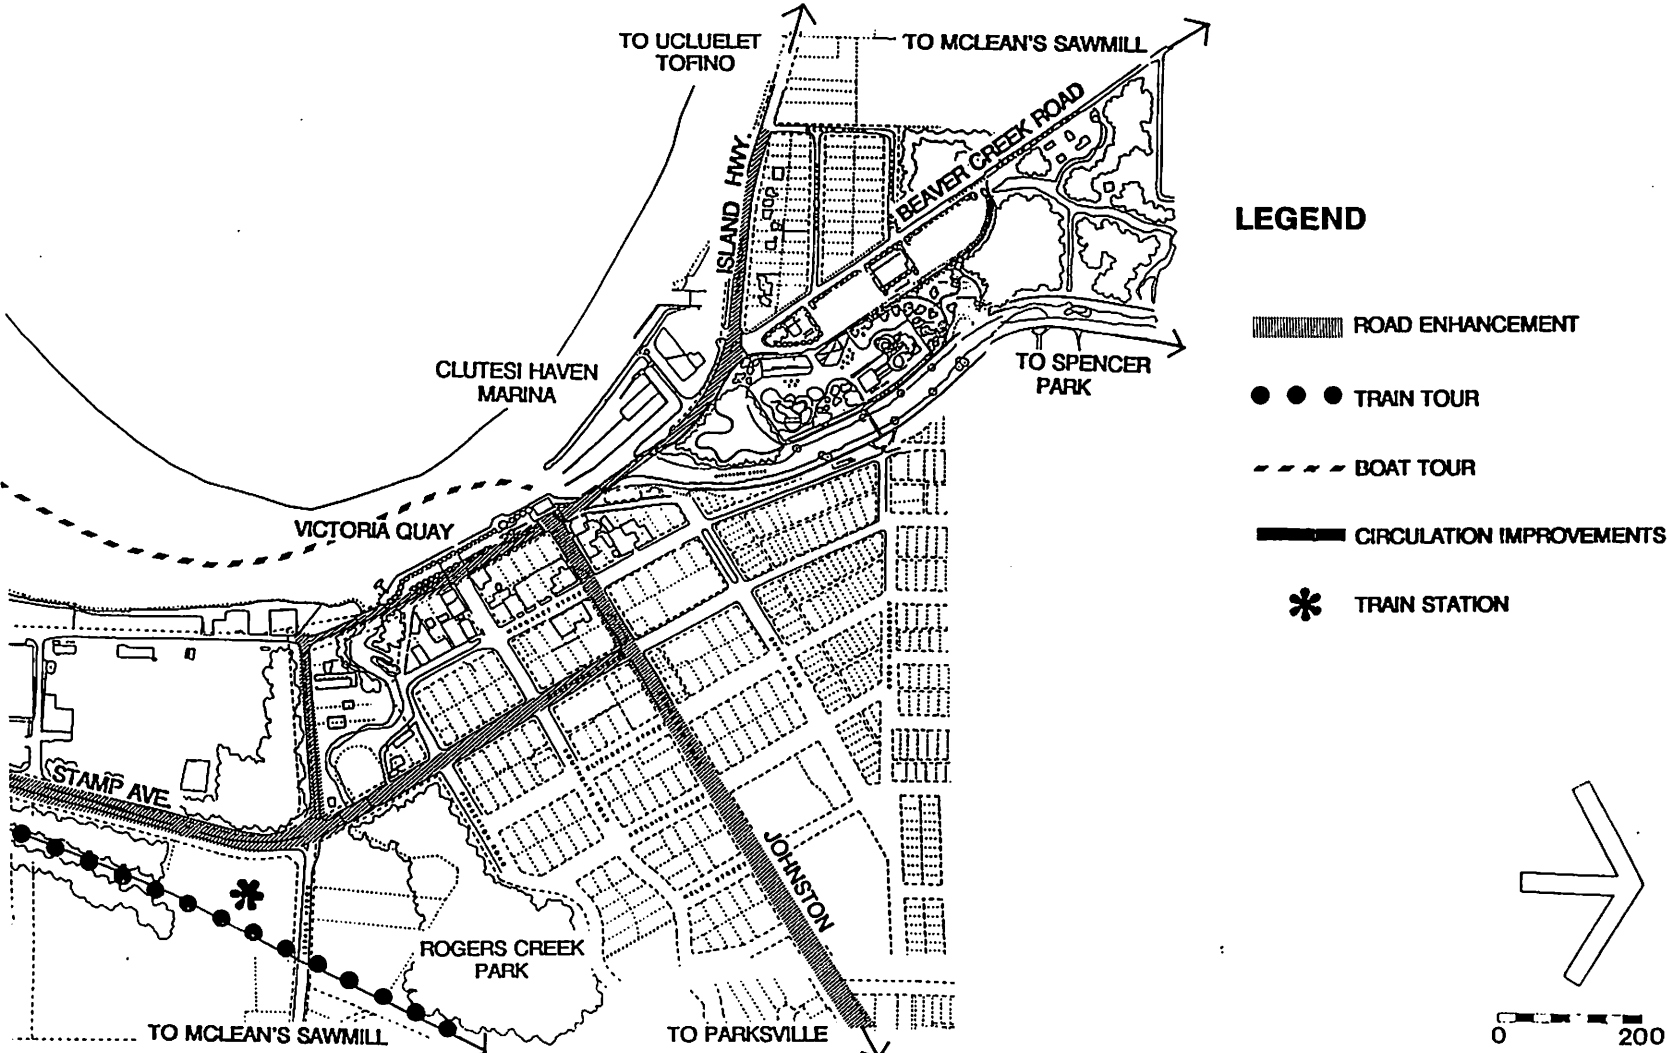 TO UCLUELET
TOFINO
TO MCLEAN'S SAWMILL
ISLAND HWY.
BEAVER CREEK ROAD
CLUTESI HAVEN
MARINA
TO SPENCER
PARK
VICTORIA QUAY
STAMP AVE
JOHNSTON
ROGERS CREEK
PARK
TO MCLEAN'S SAWMILL
TO PARKSVILLE
LEGEND
ROAD ENHANCEMENT
TRAIN TOUR
BOAT TOUR
CIRCULATION IMPROVEMENTS
TRAIN STATION
0 200